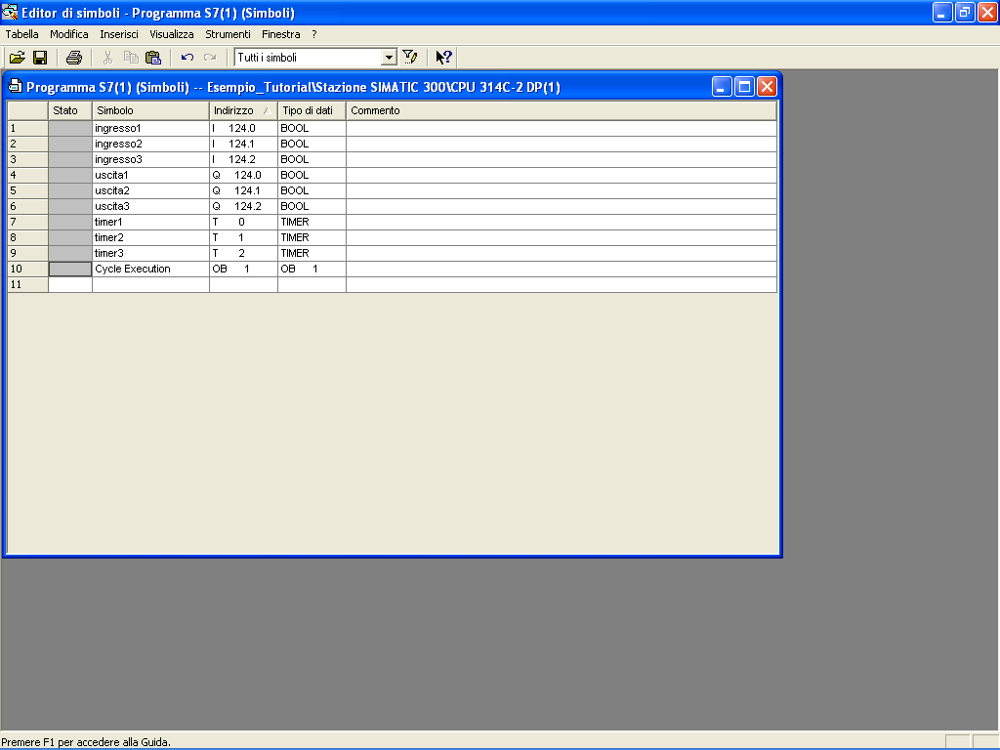 Editor di simboli - Programma S7(1) (Simboli)
Tabella Modifica Inserisci Visualizza Strumenti Finestra ?
Tutti i simboli
Programma S7(1) (Simboli) -- Esempio_Tutorial\Stazione SIMATIC 300\CPU 314C-2 DP(1)
Stato Simbolo Indirizzo Tipo di dati Commento
1 ingresso1 I 124.0 BOOL
2 ingresso2 I 124.1 BOOL
3 ingresso3 I 124.2 BOOL
4 uscita1 Q 124.0 BOOL
5 uscita2 Q 124.1 BOOL
6 uscita3 Q 124.2 BOOL
7 timer1 T 0 TIMER
8 timer2 T 1 TIMER
9 timer3 T 2 TIMER
10 Cycle Execution OB 1 OB 1
11
Premere F1 per accedere alla Guida.